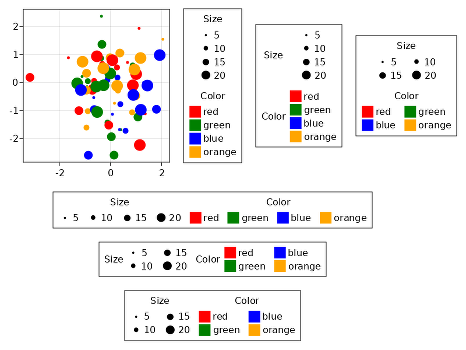 2
1
0
-1
-2
-2 0 2
Size
5
10
15
20
Color
red
green
blue
orange
Size
5
10
15
20
Color
red
green
blue
orange
5 10
15 20
red green
blue orange
Size Color
5 10 15 20 red green blue orange
5 15 red blue
Size Color
10 20 green orange
Size Color
5 15 red blue
10 20 green orange